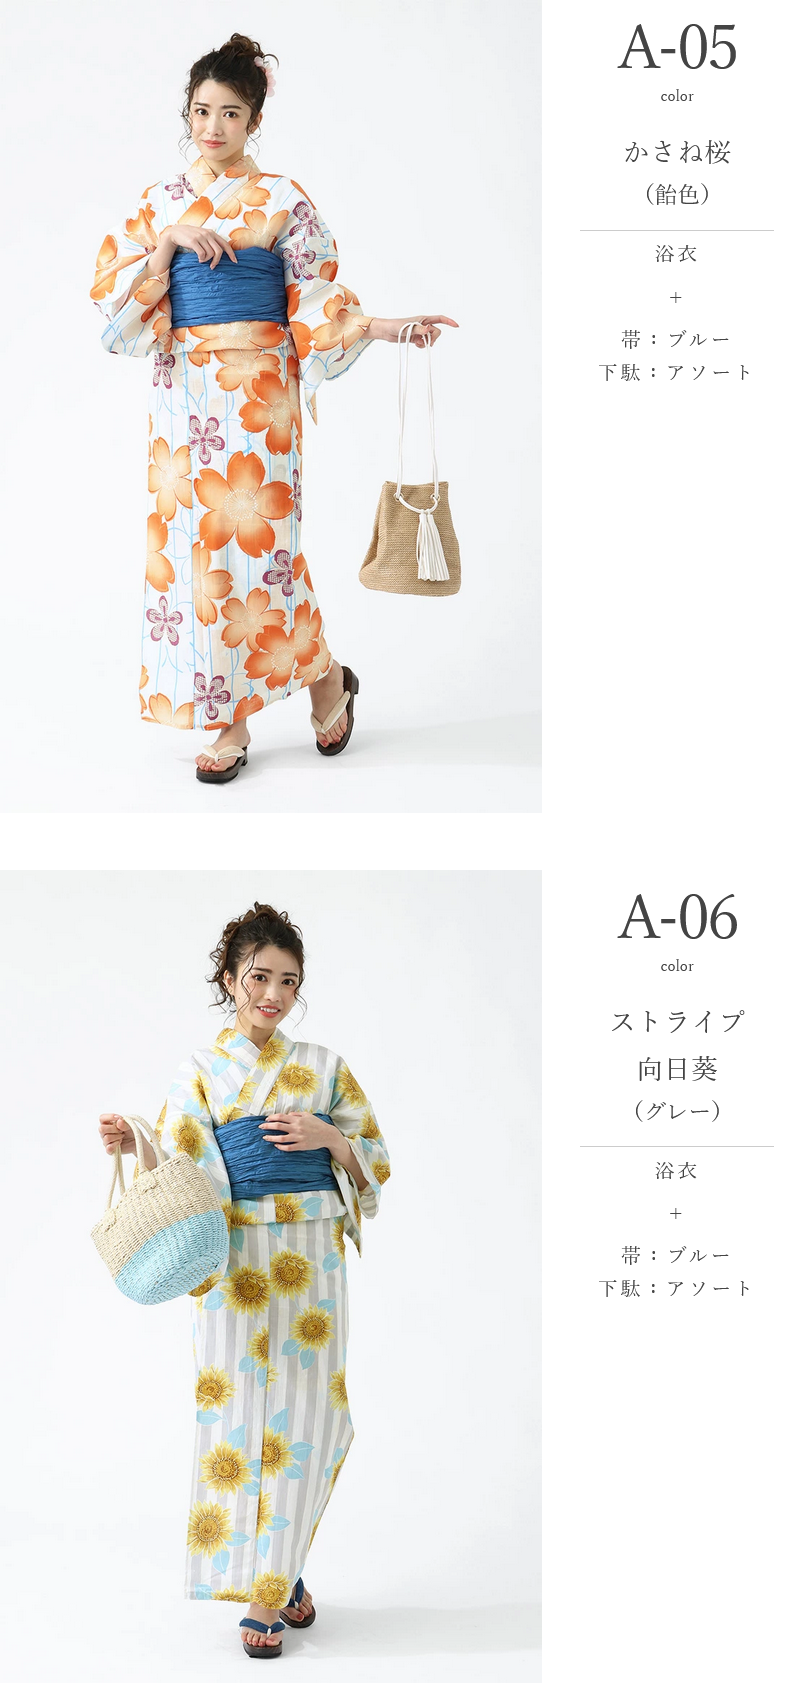 A-05
color
かさね桜
（飴色）
浴衣
+
帯：ブルー
下駄：アソート
A-06
color
ストライプ
向日葵
（グレー）
浴衣
+
帯：ブルー
下駄：アソート